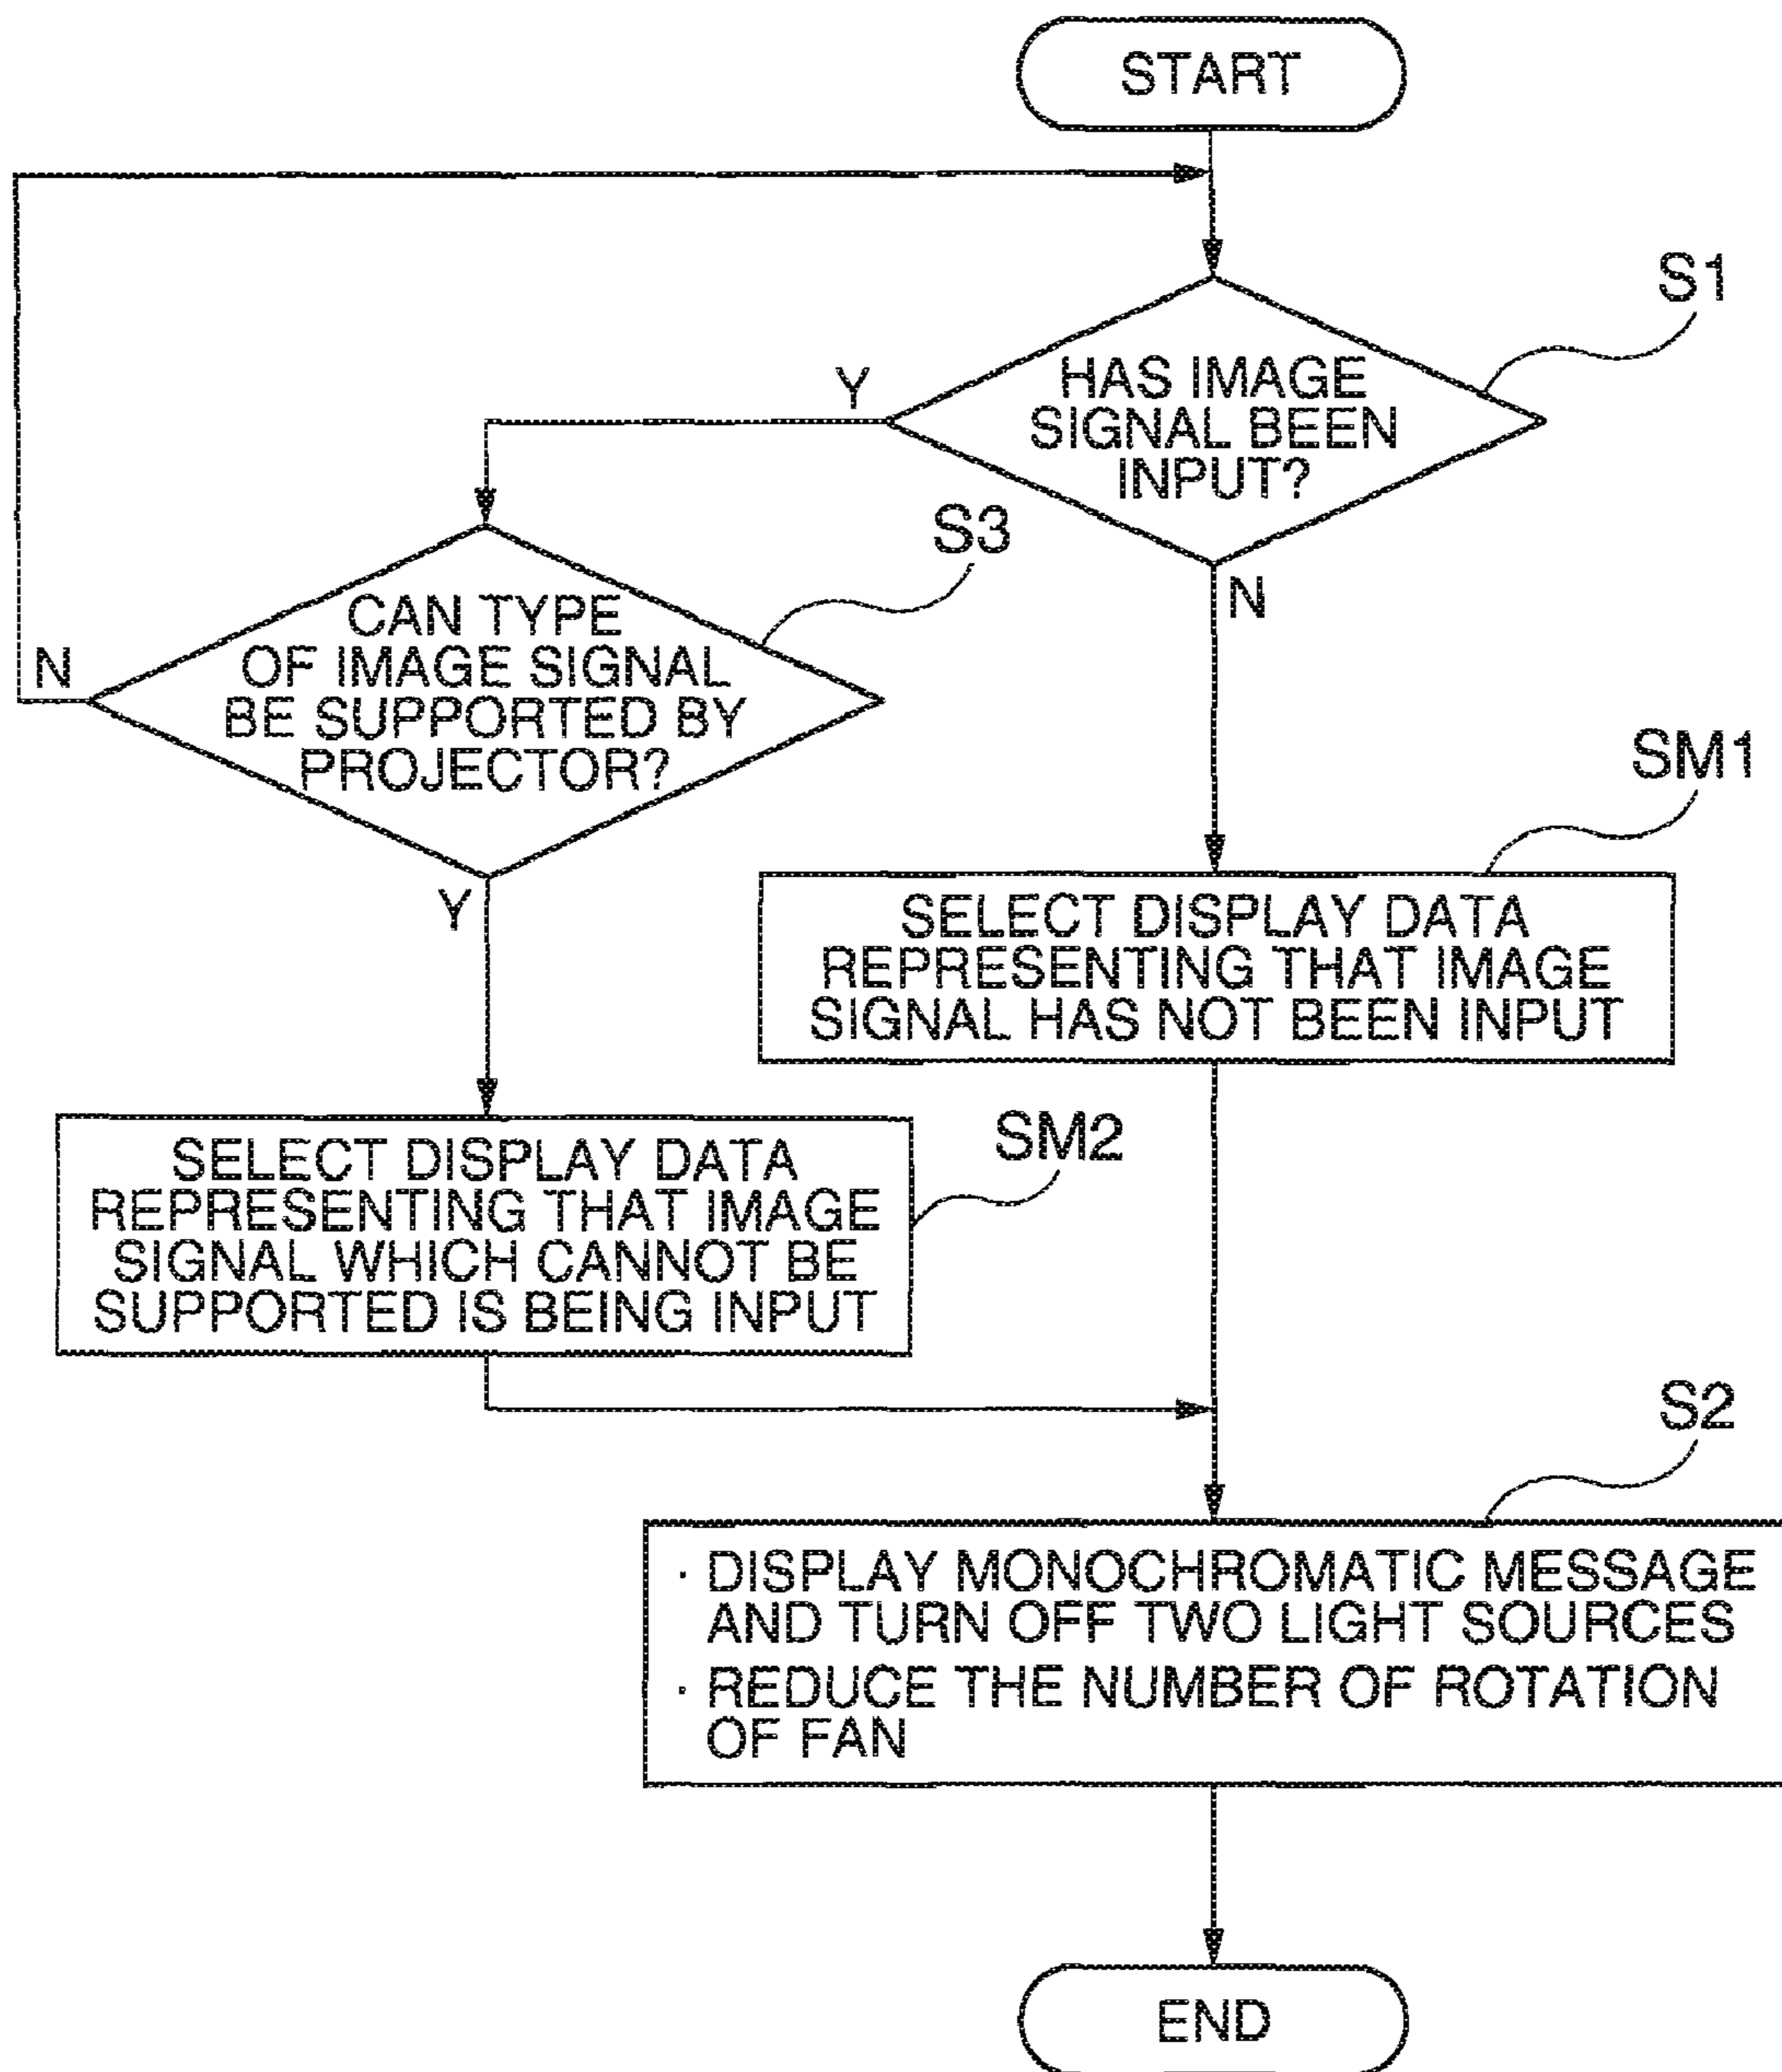 START
S1
HAS IMAGE
SIGNAL BEEN
INPUT?
Y
N
S3
CAN TYPE
OF IMAGE SIGNAL
BE SUPPORTED BY
PROJECTOR?
N
Y
SM1
SELECT DISPLAY DATA
REPRESENTING THAT IMAGE
SIGNAL HAS NOT BEEN INPUT
SM2
SELECT DISPLAY DATA
REPRESENTING THAT IMAGE
SIGNAL WHICH CANNOT BE
SUPPORTED IS BEING INPUT
S2
· DISPLAY MONOCHROMATIC MESSAGE
AND TURN OFF TWO LIGHT SOURCES
· REDUCE THE NUMBER OF ROTATION
OF FAN
END